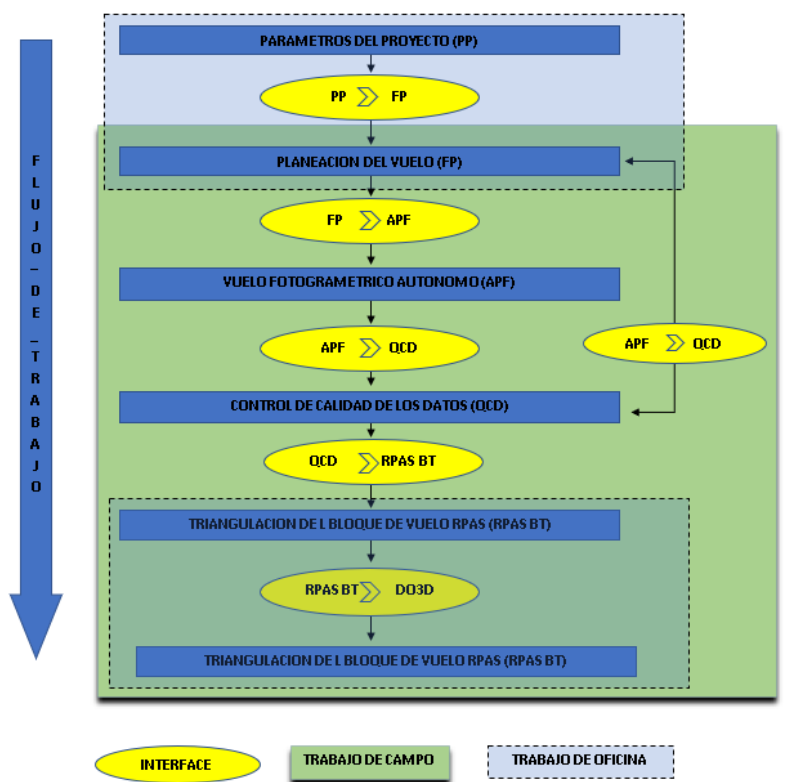 PARAMETROS DEL PROYECTO (PP)
PP FP
PLANEACION DEL VUELO (FP)
FP APF
VUELO FOTOGRAMETRICO AUTONOMO (APF)
APF QCD
APF QCD
CONTROL DE CALIDAD DE LOS DATOS (QCD)
QCD RPAS BT
TRIANGULACION DE L BLOQUE DE VUELO RPAS (RPAS BT)
RPAS BT DO3D
TRIANGULACION DE L BLOQUE DE VUELO RPAS (RPAS BT)
FLUJO-DE_TRABAJO
INTERFACE
TRABAJO DE CAMPO
TRABAJO DE OFICINA